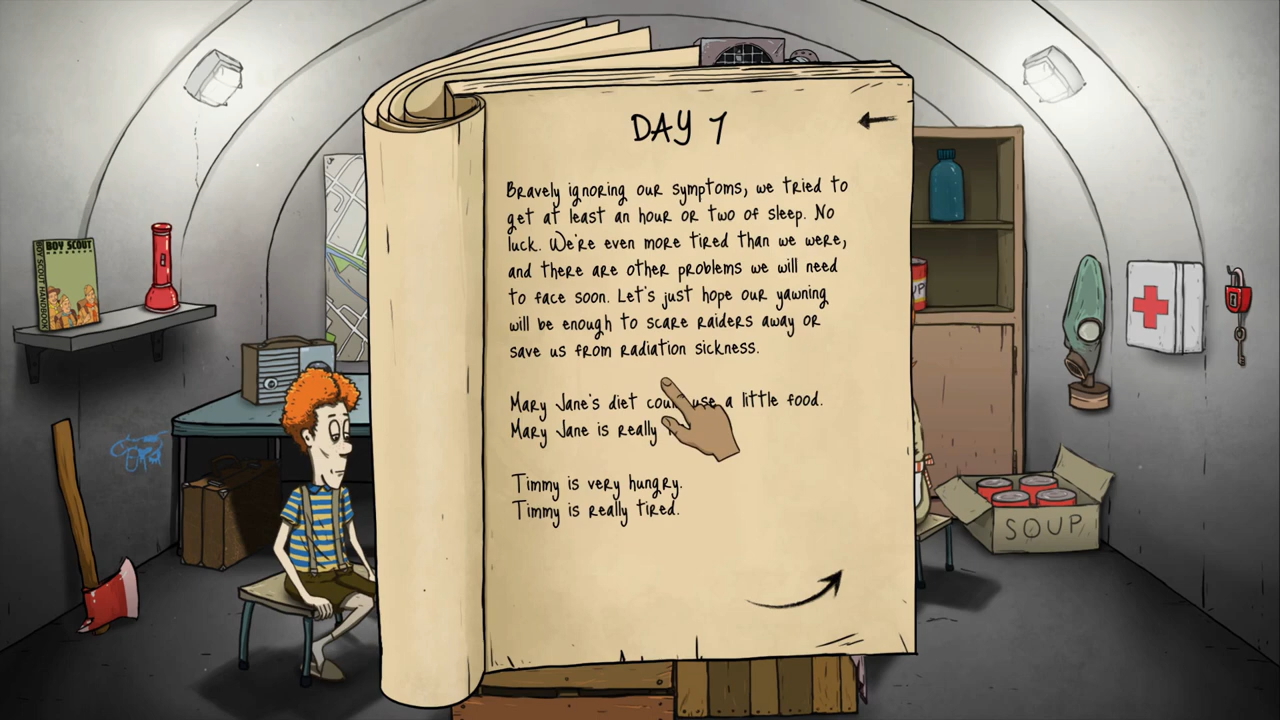 DAY 7
Bravely ignoring our symptoms, we tried to
get at least an hour or two of sleep. No
luck. We're even more tired than we were,
and there are other problems we will need
to face soon. Let's just hope our yawning
will be enough to scare raiders away or
save us from radiation sickness.
Mary Jane's diet use a little food.
Mary Jane is really
Timmy is very hungry.
Timmy is really tired.
BOY SCOUT
BOY SCOUT HANDBOOK
SOUP